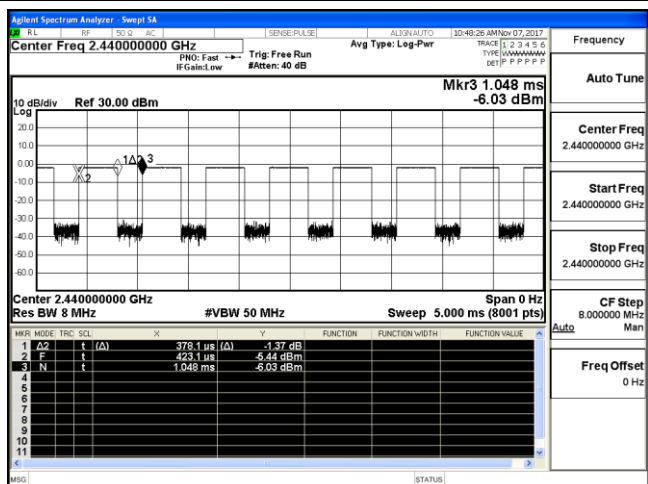 Agilent Spectrum Analyzer - Swept SA
RL RF 50 Ω AC SENSE:PULSE ALIGN AUTO 10:48:26 AM Nov 07, 2017
Center Freq 2.440000000 GHz
PNO: Fast
IFGain:Low
Trig: Free Run
#Atten: 40 dB
Avg Type: Log-Pwr
TRACE 1 2 3 4 5 6
TYPE WWWWWW
DET P P P P P P
Mkr3 1.048 ms
-6.03 dBm
10 dB/div Ref 30.00 dBm
Log
20.0
10.0
0.00
-10.0
-20.0
-30.0
-40.0
-50.0
-60.0
1Δ2 3
2
Center 2.440000000 GHz Span 0 Hz
Res BW 8 MHz #VBW 50 MHz Sweep 5.000 ms (8001 pts)
MKR MODE TRC SCL X Y FUNCTION FUNCTION WIDTH FUNCTION VALUE
1 Δ2 t (Δ) 378.1 us (Δ) -1.37 dB
2 F t 423.1 us -5.44 dBm
3 N t 1.048 ms -6.03 dBm
4
5
6
7
8
9
10
11
MSG STATUS
Frequency
Auto Tune
Center Freq
2.440000000 GHz
Start Freq
2.440000000 GHz
Stop Freq
2.440000000 GHz
CF Step
8.000000 MHz
Auto Man
Freq Offset
0 Hz